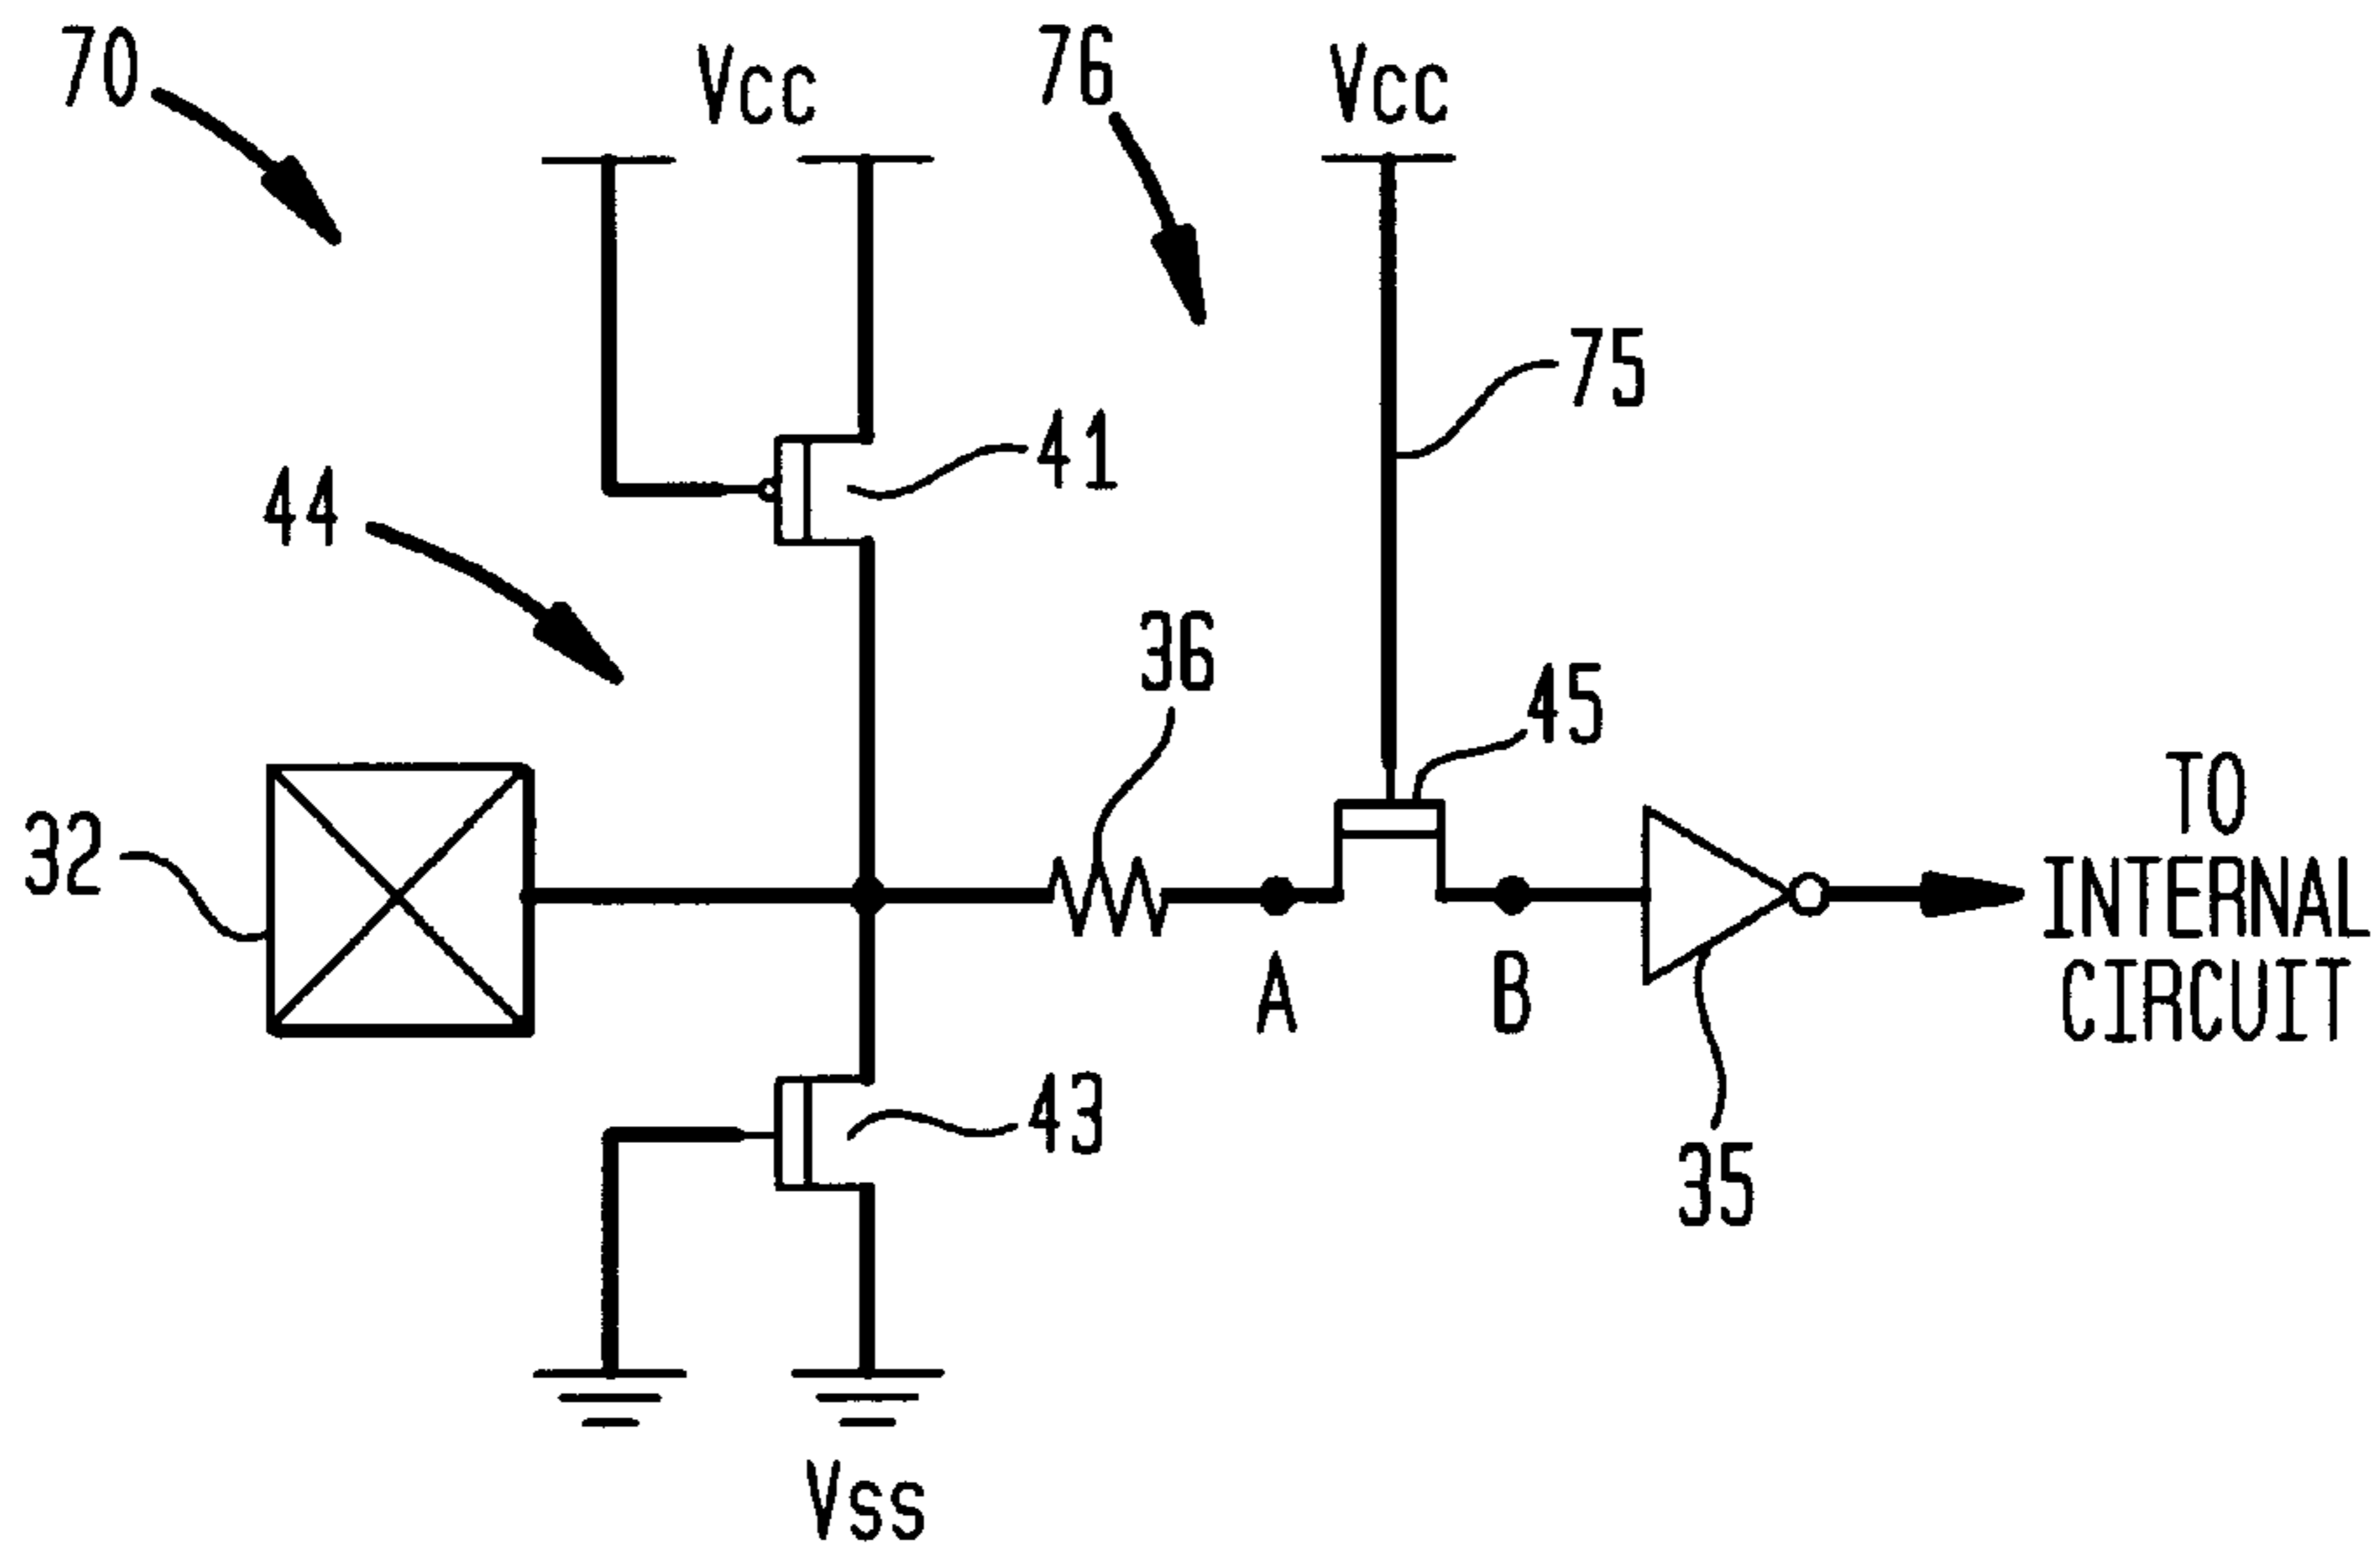 70
Vcc
76
Vcc
75
41
44
36
45
32
TO
INTERNAL
CIRCUIT
A
B
43
35
Vss